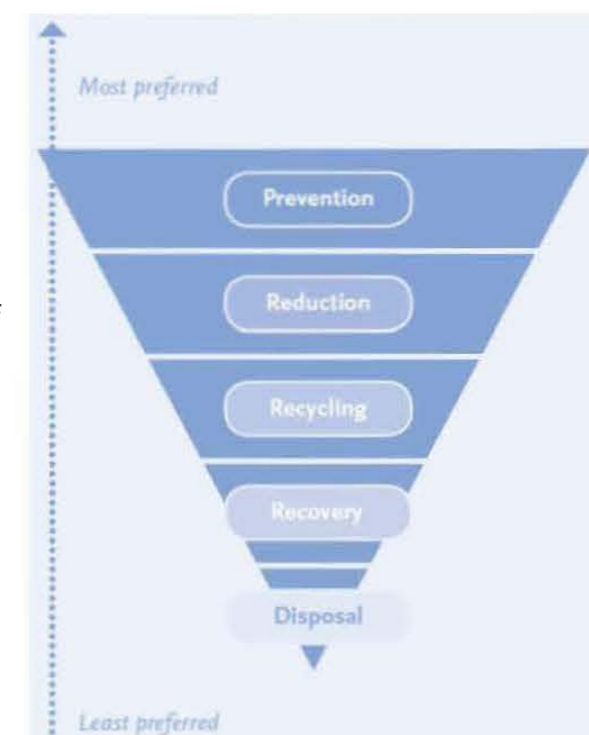 Most preferred
Prevention
Reduction
Recycling
Recovery
Disposal
Least preferred